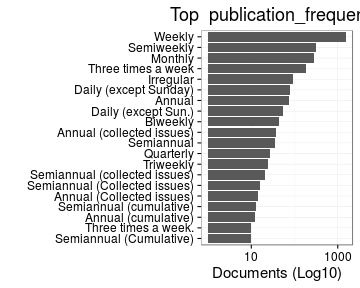 Top publication_frequen
Weekly
Semiweekly
Monthly
Three times a week
Irregular
Daily (except Sunday)
Annual
Daily (except Sun.)
Biweekly
Annual (collected issues)
Semiannual
Quarterly
Triweekly
Semiannual (collected issues)
Semiannual (Collected issues)
Annual (Collected issues)
Semiannual (cumulative)
Annual (cumulative)
Three times a week.
Semiannual (Cumulative)
10 1000
Documents (Log10)